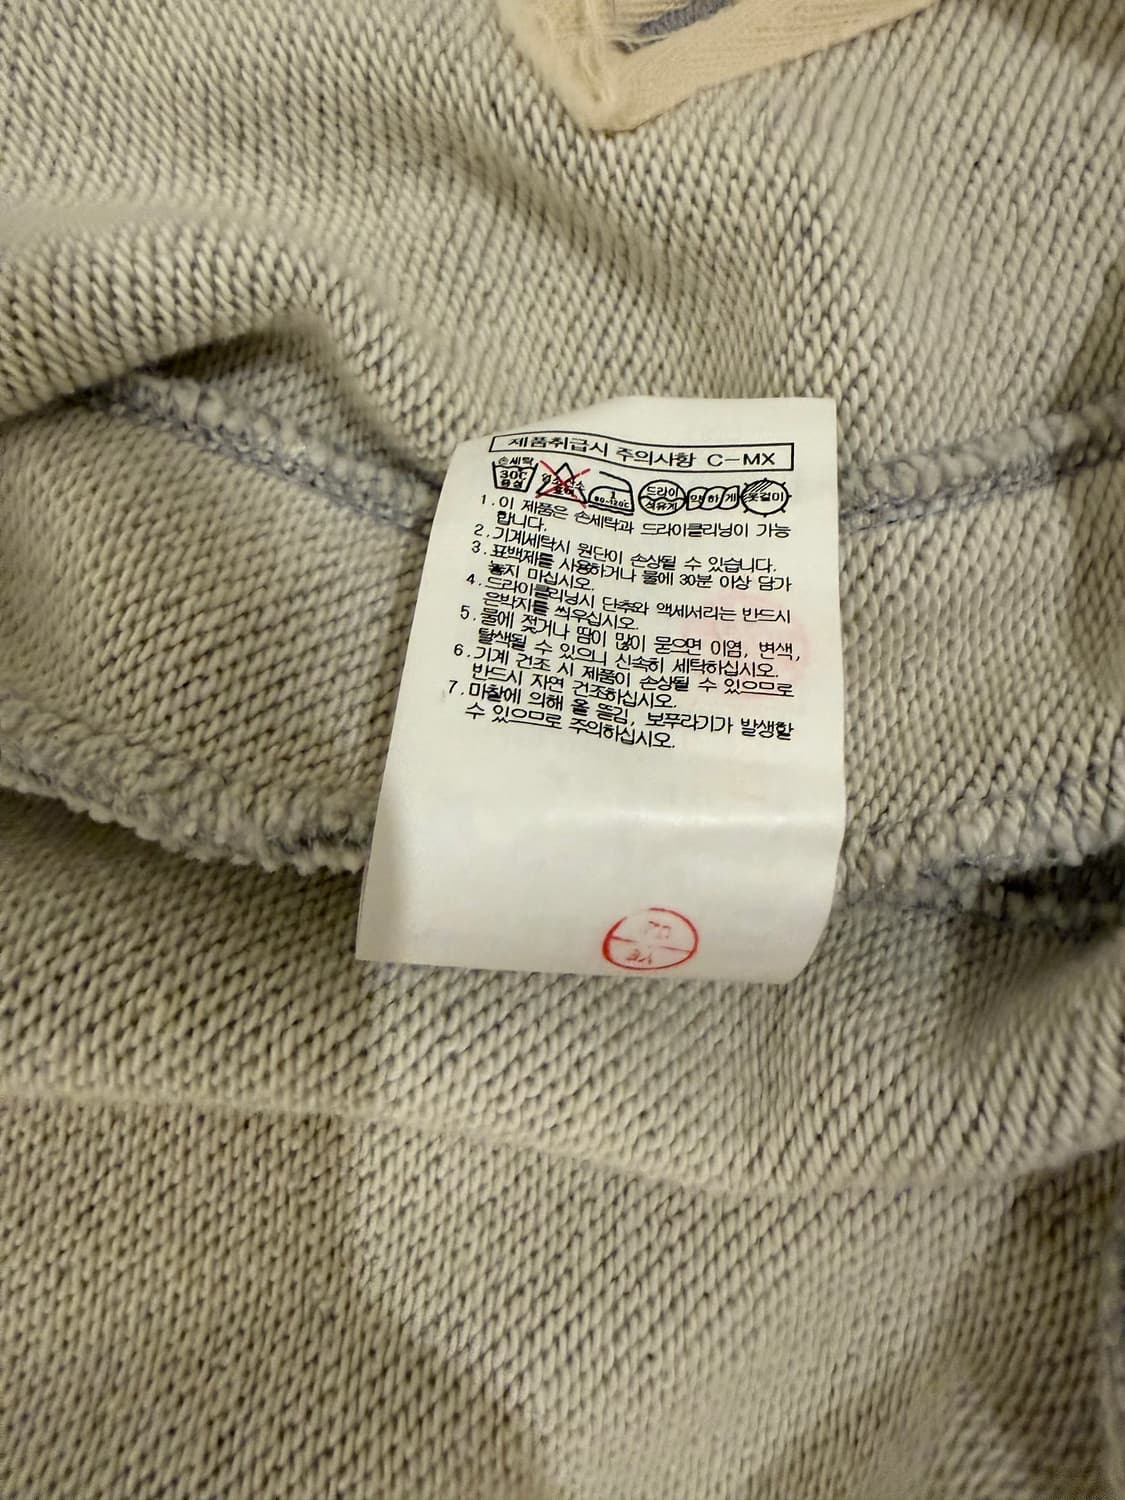 제품취급시 주의사항 C-MX
손세탁 30℃ 중성 염소표백 80~120℃ 드라이 석유계 약하게 옷걸이
1.이 제품은 손세탁과 드라이클리닝이 가능
합니다.
2.기계세탁시 원단이 손상될 수 있습니다.
3.표백제를 사용하거나 물에 30분 이상 담가
놓지 마십시오.
4.드라이클리닝시 단추와 액세서리는 반드시
은박지를 씌우십시오.
5.물에 젖거나 땀이 많이 묻으면 이염, 변색,
탈색될 수 있으니 신속히 세탁하십시오.
6.기계 건조 시 제품이 손상될 수 있으므로
반드시 자연 건조하십시오.
7.마찰에 의해 올 뜯김, 보푸라기가 발생할
수 있으므로 주의하십시오.